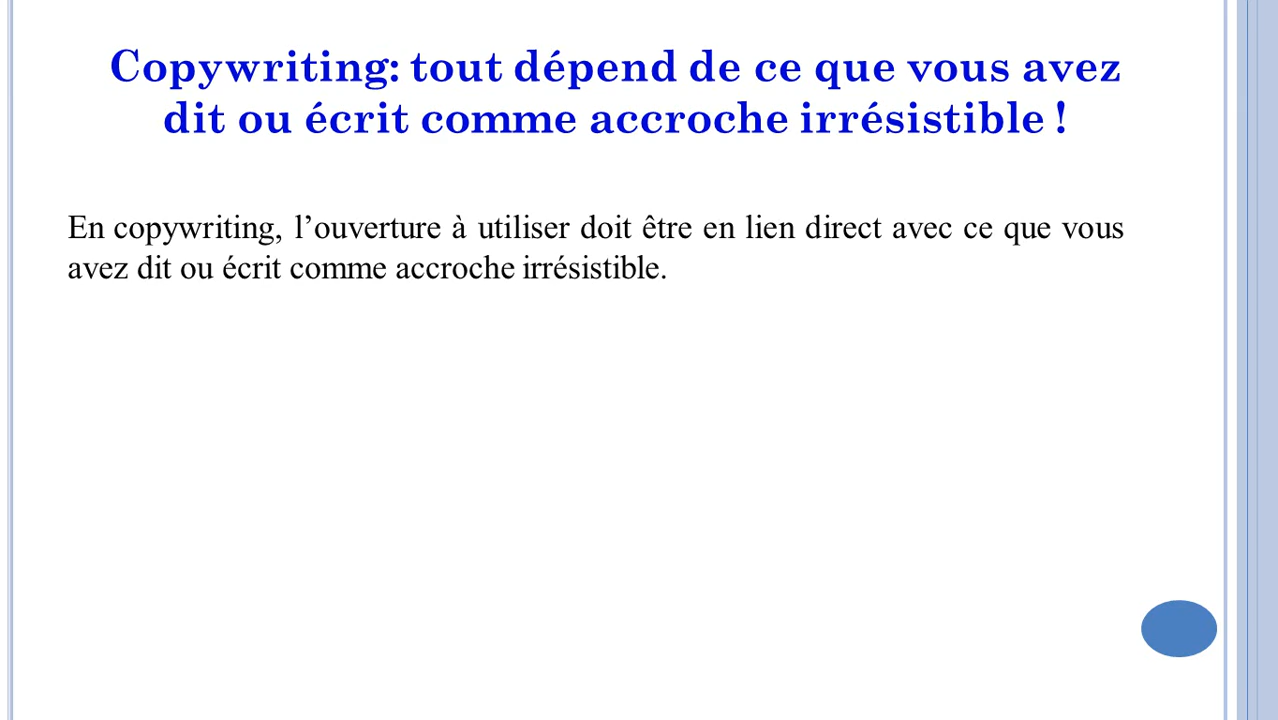 Copywriting: tout dépend de ce que vous avez
dit ou écrit comme accroche irrésistible !
En copywriting, l’ouverture à utiliser doit être en lien direct avec ce que vous
avez dit ou écrit comme accroche irrésistible.